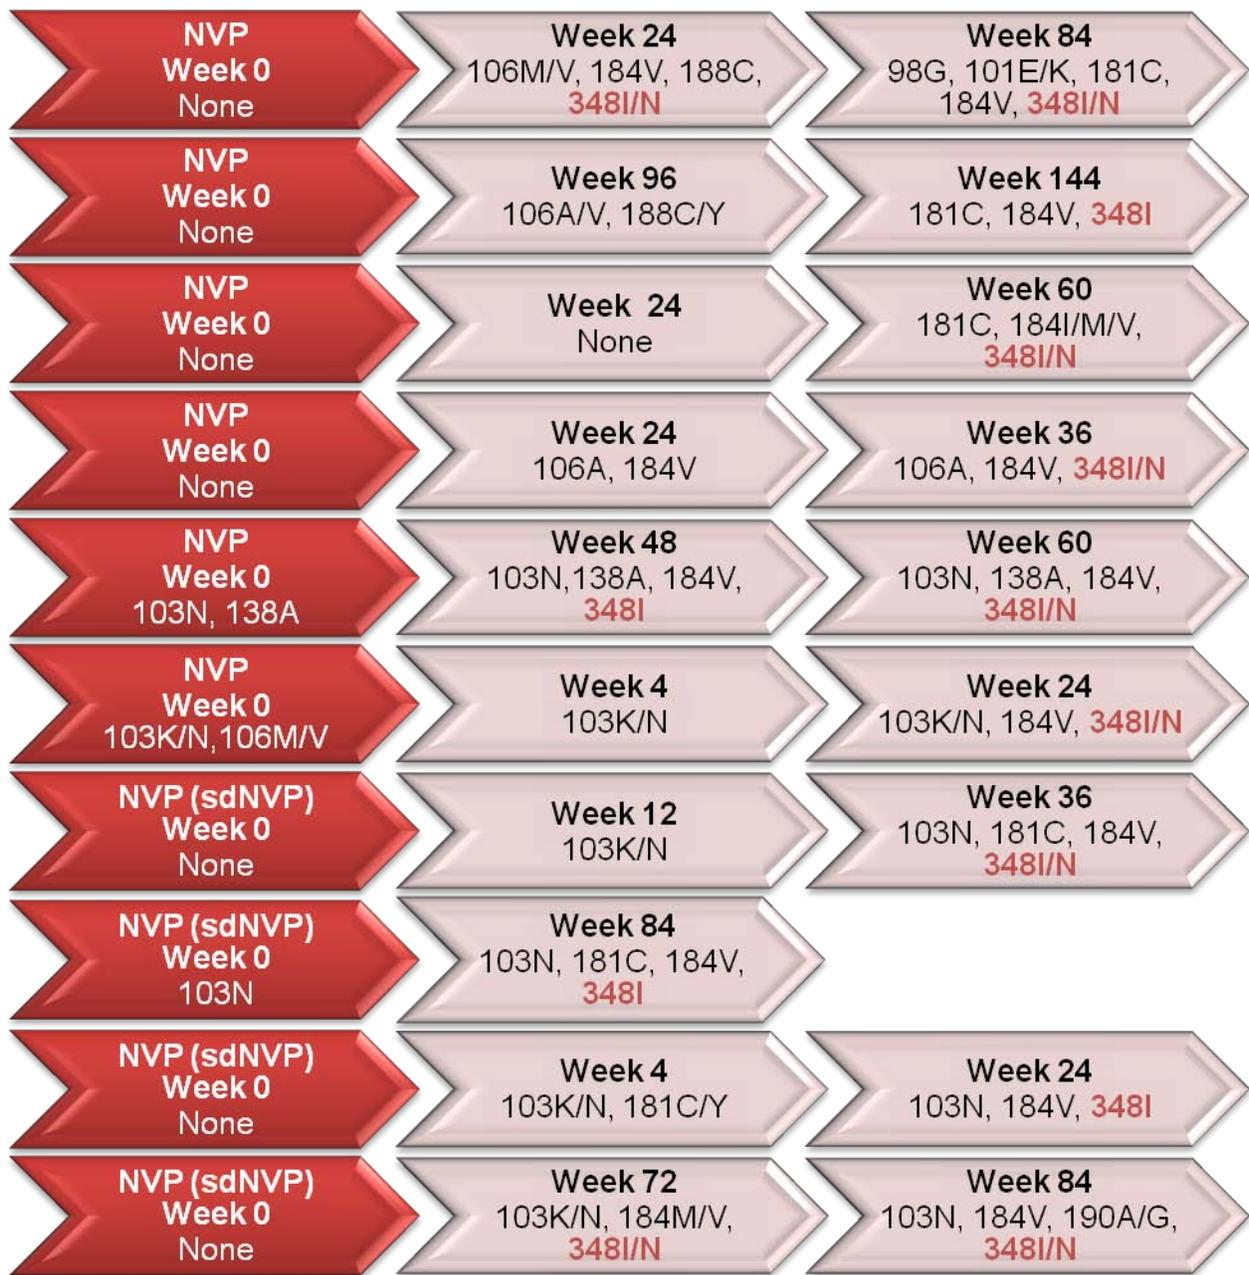 NVP
Week 0
None
Week 24
106M/V, 184V, 188C,
348I/N
Week 84
98G, 101E/K, 181C,
184V, 348I/N
NVP
Week 0
None
Week 96
106A/V, 188C/Y
Week 144
181C, 184V, 348I
NVP
Week 0
None
Week 24
None
Week 60
181C, 184I/M/V,
348I/N
NVP
Week 0
None
Week 24
106A, 184V
Week 36
106A, 184V, 348I/N
NVP
Week 0
103N, 138A
Week 48
103N,138A, 184V,
348I
Week 60
103N, 138A, 184V,
348I/N
NVP
Week 0
103K/N,106M/V
Week 4
103K/N
Week 24
103K/N, 184V, 348I/N
NVP (sdNVP)
Week 0
None
Week 12
103K/N
Week 36
103N, 181C, 184V,
348I/N
NVP (sdNVP)
Week 0
103N
Week 84
103N, 181C, 184V,
348I
NVP (sdNVP)
Week 0
None
Week 4
103K/N, 181C/Y
Week 24
103N, 184V, 348I
NVP (sdNVP)
Week 0
None
Week 72
103K/N, 184M/V,
348I/N
Week 84
103N, 184V, 190A/G,
348I/N